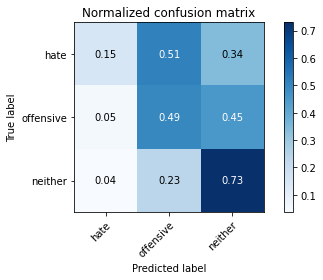 Normalized confusion matrix
True label
hate
offensive
neither
0.15 0.51 0.34
0.05 0.49 0.45
0.04 0.23 0.73
hate
offensive
neither
Predicted label
0.7
0.6
0.5
0.4
0.3
0.2
0.1